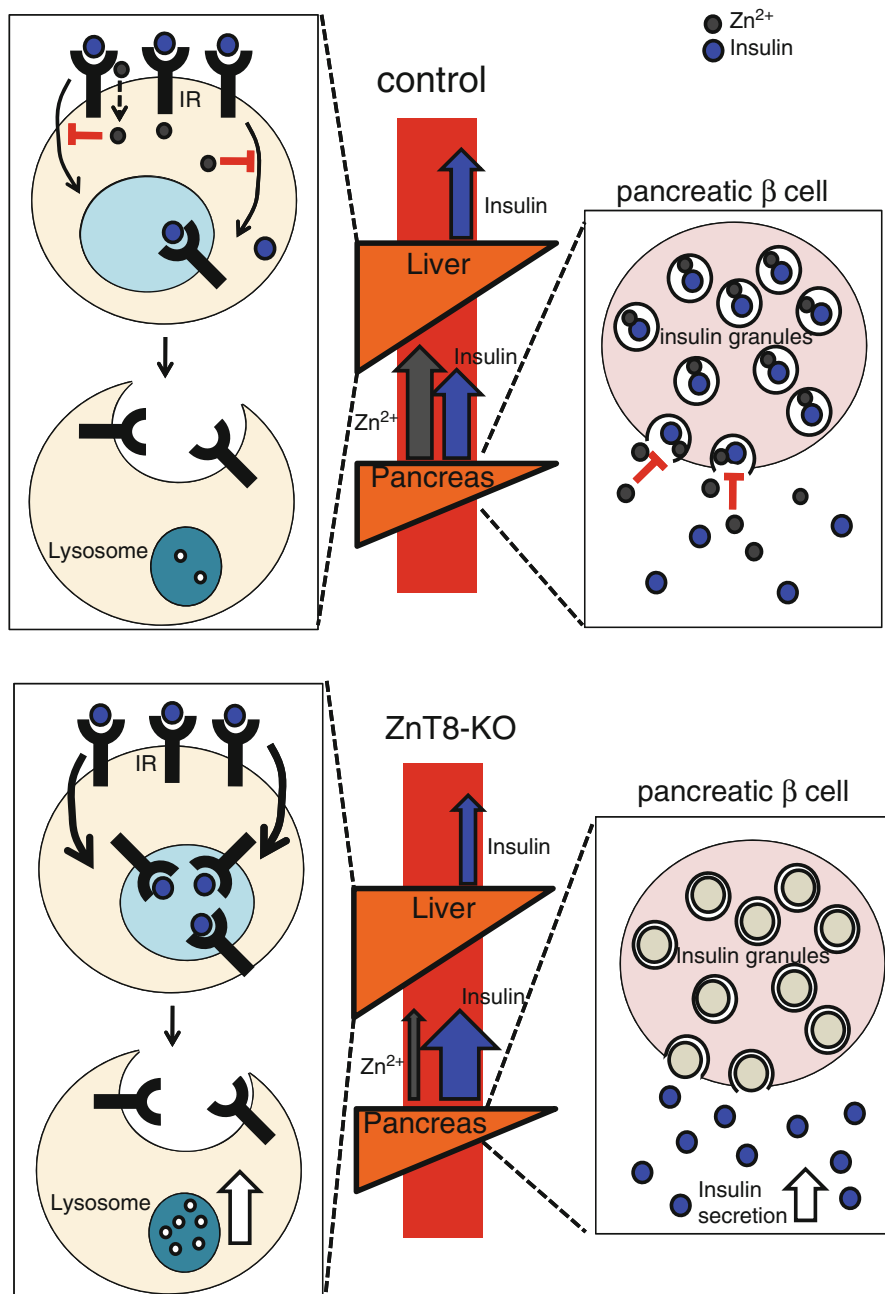 Zn²⁺
Insulin
control
IR
Insulin
pancreatic β cell
Liver
insulin granules
Insulin
Zn²⁺
Pancreas
Lysosome
ZnT8-KO
IR
pancreatic β cell
Insulin
Liver
Insulin granules
Insulin
Zn²⁺
Pancreas
Lysosome
Insulin
secretion